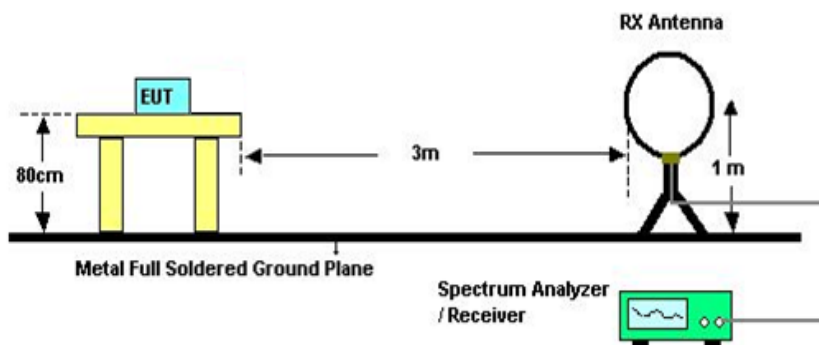 RX Antenna
EUT
80cm
3m
1 m
Metal Full Soldered Ground Plane
Spectrum Analyzer
/ Receiver